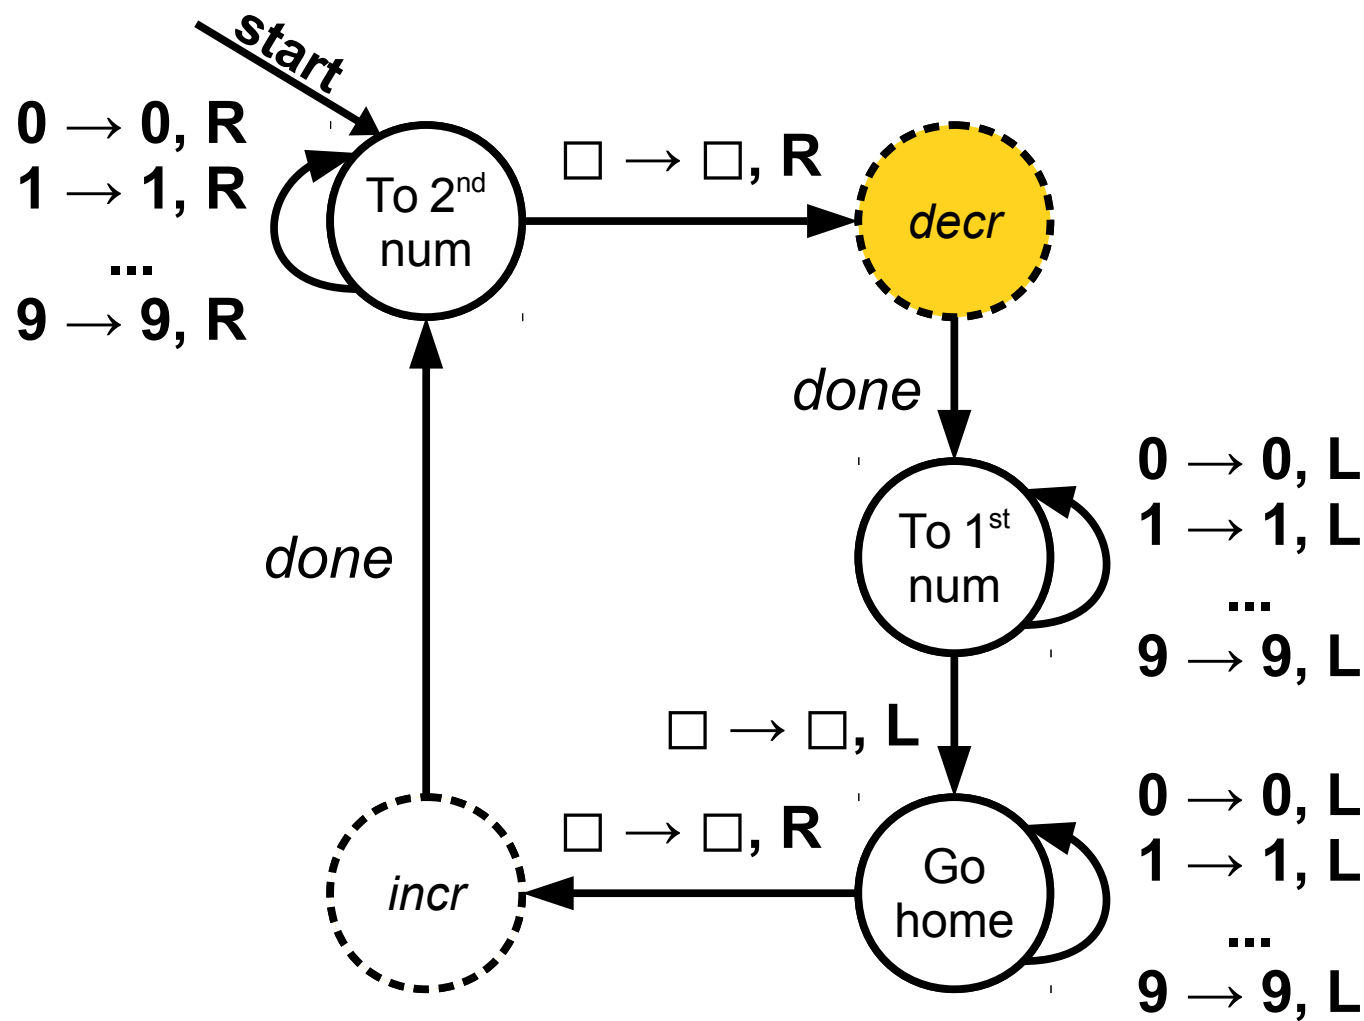 start
0 → 0, R
1 → 1, R
...
9 → 9, R
To 2nd
num
□ → □, R
decr
done
0 → 0, L
1 → 1, L
...
9 → 9, L
To 1st
num
done
□ → □, L
□ → □, R
0 → 0, L
1 → 1, L
...
9 → 9, L
Go
home
incr